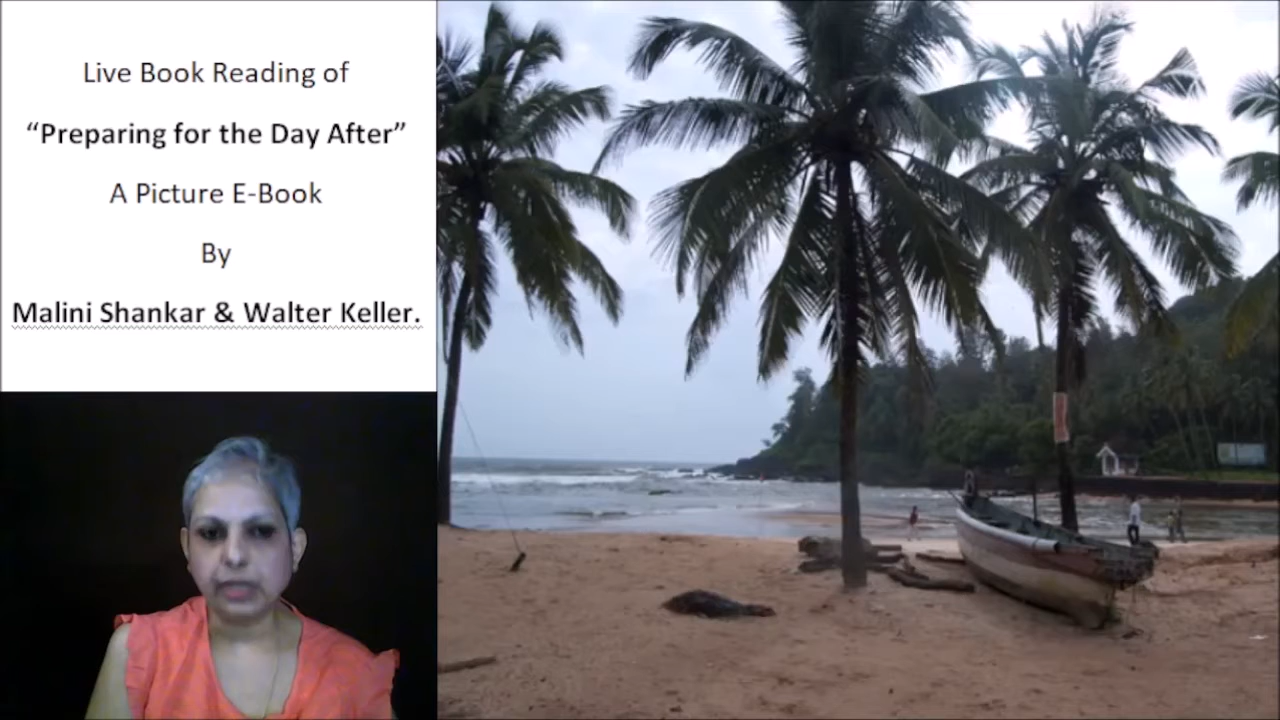 Live Book Reading of
“Preparing for the Day After”
A Picture E-Book
By
Malini Shankar & Walter Keller.